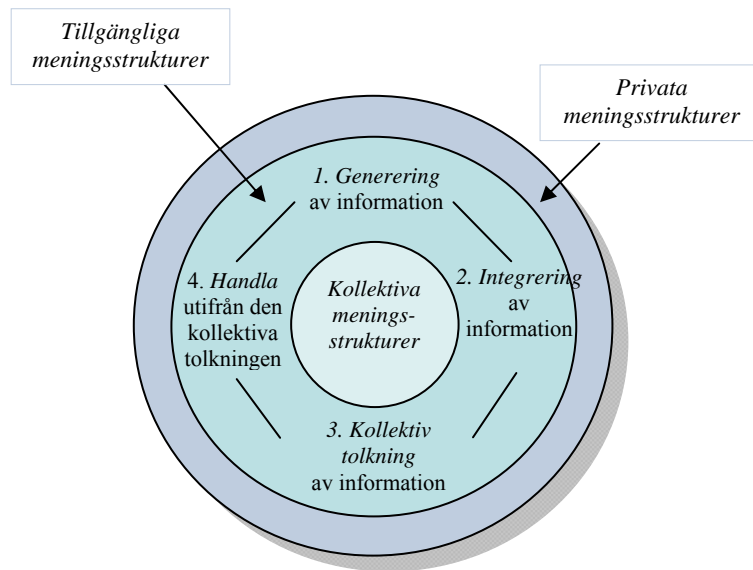 Tillgängliga
meningsstrukturer
Privata
meningsstrukturer
1. Generering
av information
2. Integrering
av
information
3. Kollektiv
tolkning
av information
4. Handla
utifrån den
kollektiva
tolkningen
Kollektiva
menings-
strukturer